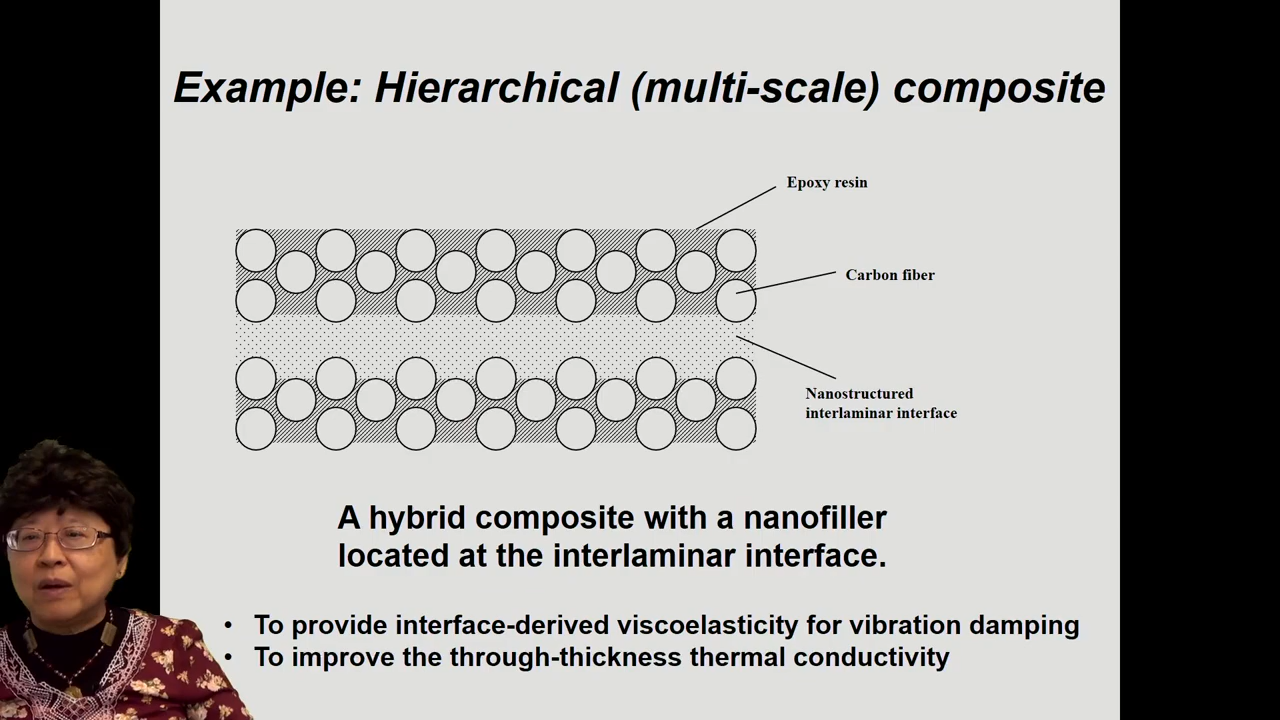 Example: Hierarchical (multi-scale) composite
Epoxy resin
Carbon fiber
Nanostructured
interlaminar interface
A hybrid composite with a nanofiller
located at the interlaminar interface.
• To provide interface-derived viscoelasticity for vibration damping
• To improve the through-thickness thermal conductivity